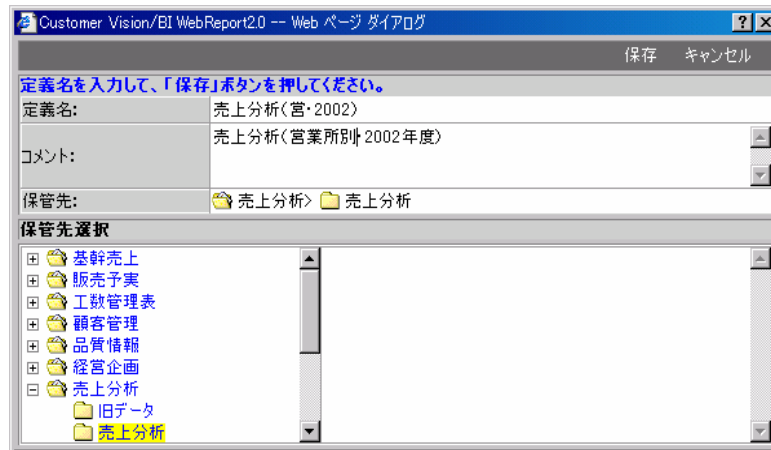 Customer Vision/BI WebReport2.0 -- Web ページ ダイアログ
保存 キャンセル
定義名を入力して、「保存」ボタンを押してください。
定義名: 売上分析(営・2002)
コメント: 売上分析(営業所別・2002年度)
保管先: 売上分析> 売上分析
保管先選択
基幹売上
販売予実
工数管理表
顧客管理
品質情報
経営企画
売上分析
旧データ
売上分析